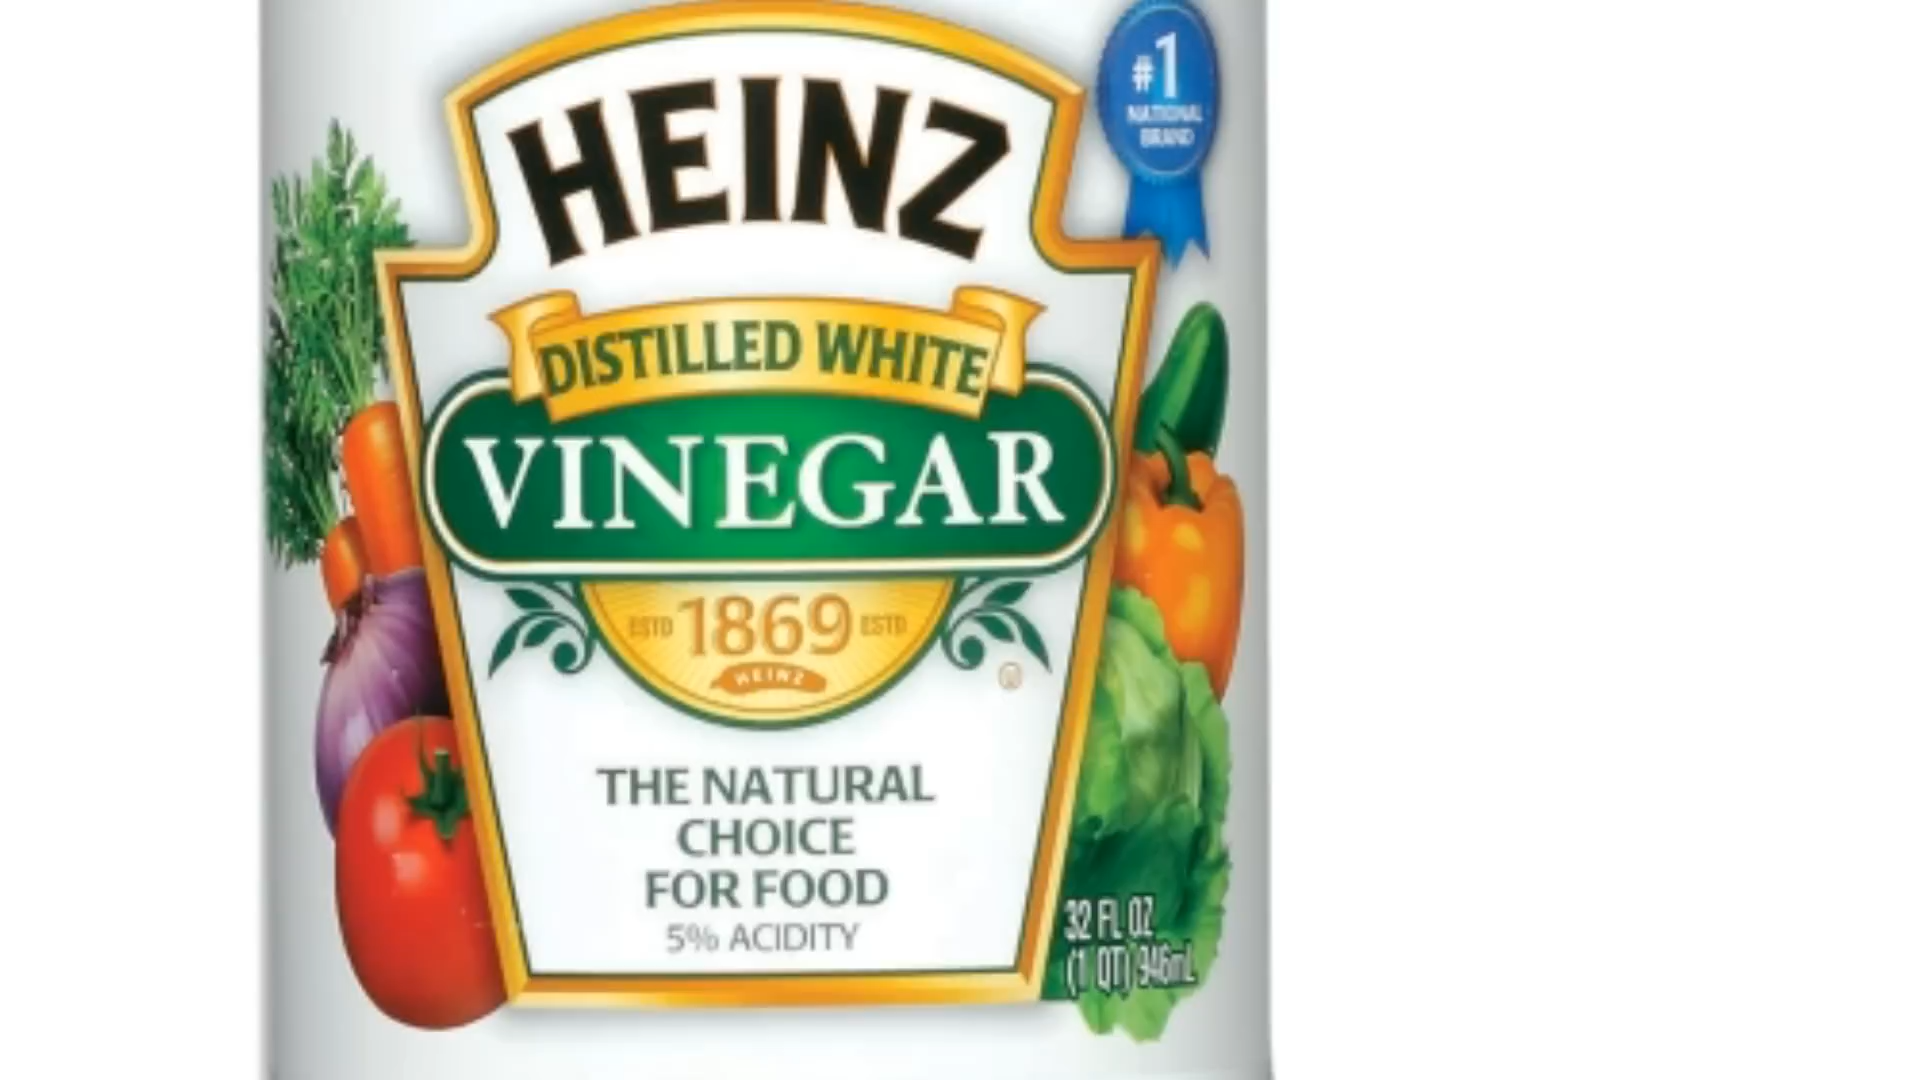 HEINZ
#1
NATIONAL
BRAND
DISTILLED WHITE
VINEGAR
ESTD 1869 ESTD
HEINZ
THE NATURAL
CHOICE
FOR FOOD
5% ACIDITY
32 FL OZ
(1 QT) 946mL